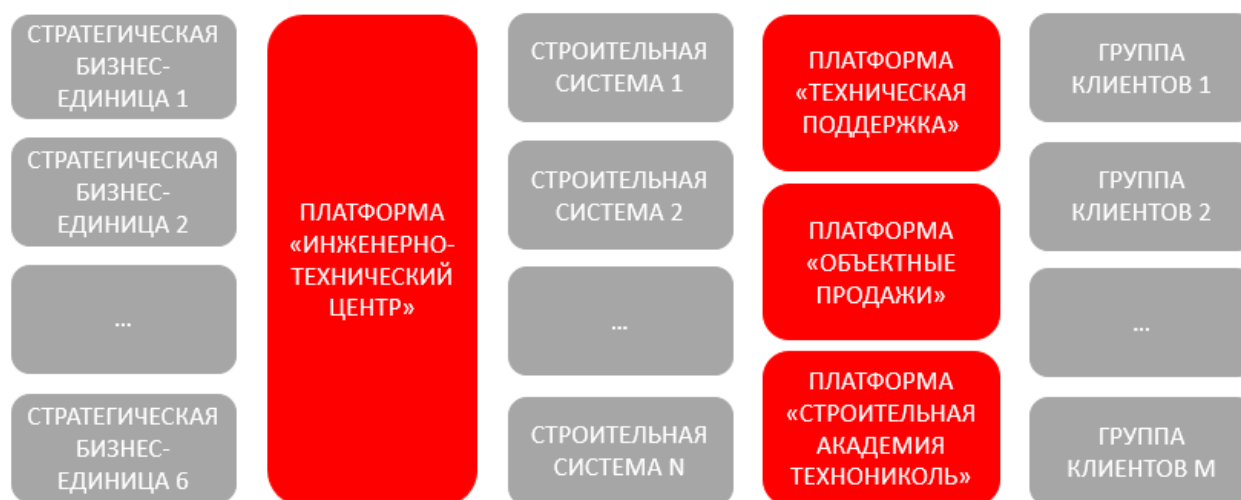 СТРАТЕГИЧЕСКАЯ
БИЗНЕС-
ЕДИНИЦА 1
СТРАТЕГИЧЕСКАЯ
БИЗНЕС-
ЕДИНИЦА 2
...
СТРАТЕГИЧЕСКАЯ
БИЗНЕС-
ЕДИНИЦА 6
ПЛАТФОРМА
«ИНЖЕНЕРНО-
ТЕХНИЧЕСКИЙ
ЦЕНТР»
СТРОИТЕЛЬНАЯ
СИСТЕМА 1
СТРОИТЕЛЬНАЯ
СИСТЕМА 2
...
СТРОИТЕЛЬНАЯ
СИСТЕМА N
ПЛАТФОРМА
«ТЕХНИЧЕСКАЯ
ПОДДЕРЖКА»
ПЛАТФОРМА
«ОБЪЕКТНЫЕ
ПРОДАЖИ»
ПЛАТФОРМА
«СТРОИТЕЛЬНАЯ
АКАДЕМИЯ
ТЕХНОНИКОЛЬ»
ГРУППА
КЛИЕНТОВ 1
ГРУППА
КЛИЕНТОВ 2
...
ГРУППА
КЛИЕНТОВ M